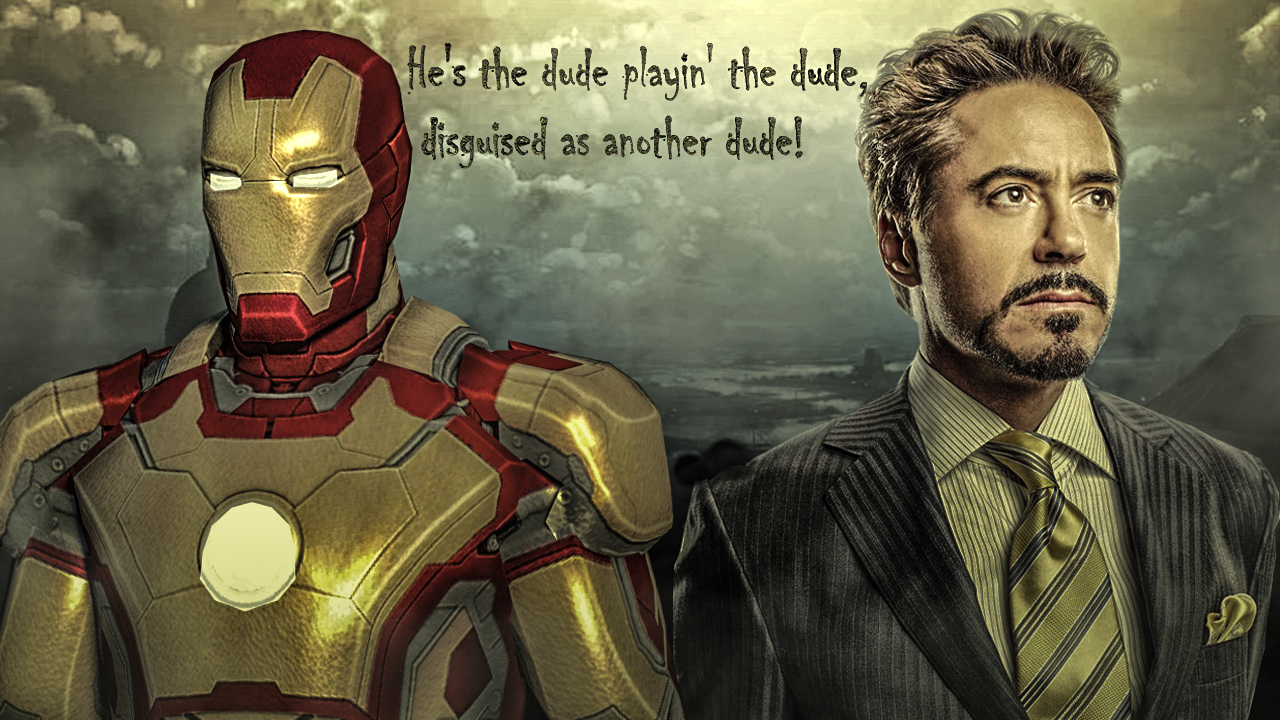 He's the dude playin' the dude,
disguised as another dude!